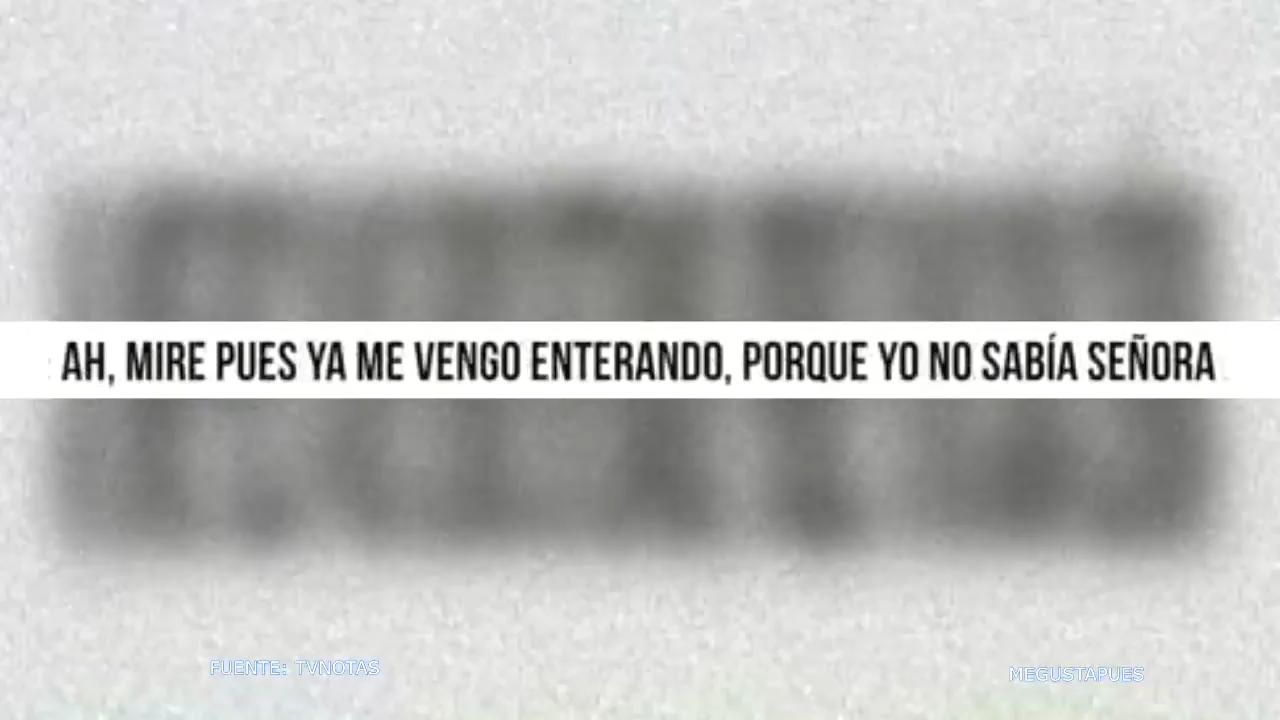 AH, MIRE PUES YA ME VENGO ENTERANDO, PORQUE YO NO SABÍA SEÑORA
FUENTE: TVNOTAS
MEGUSTAPUES